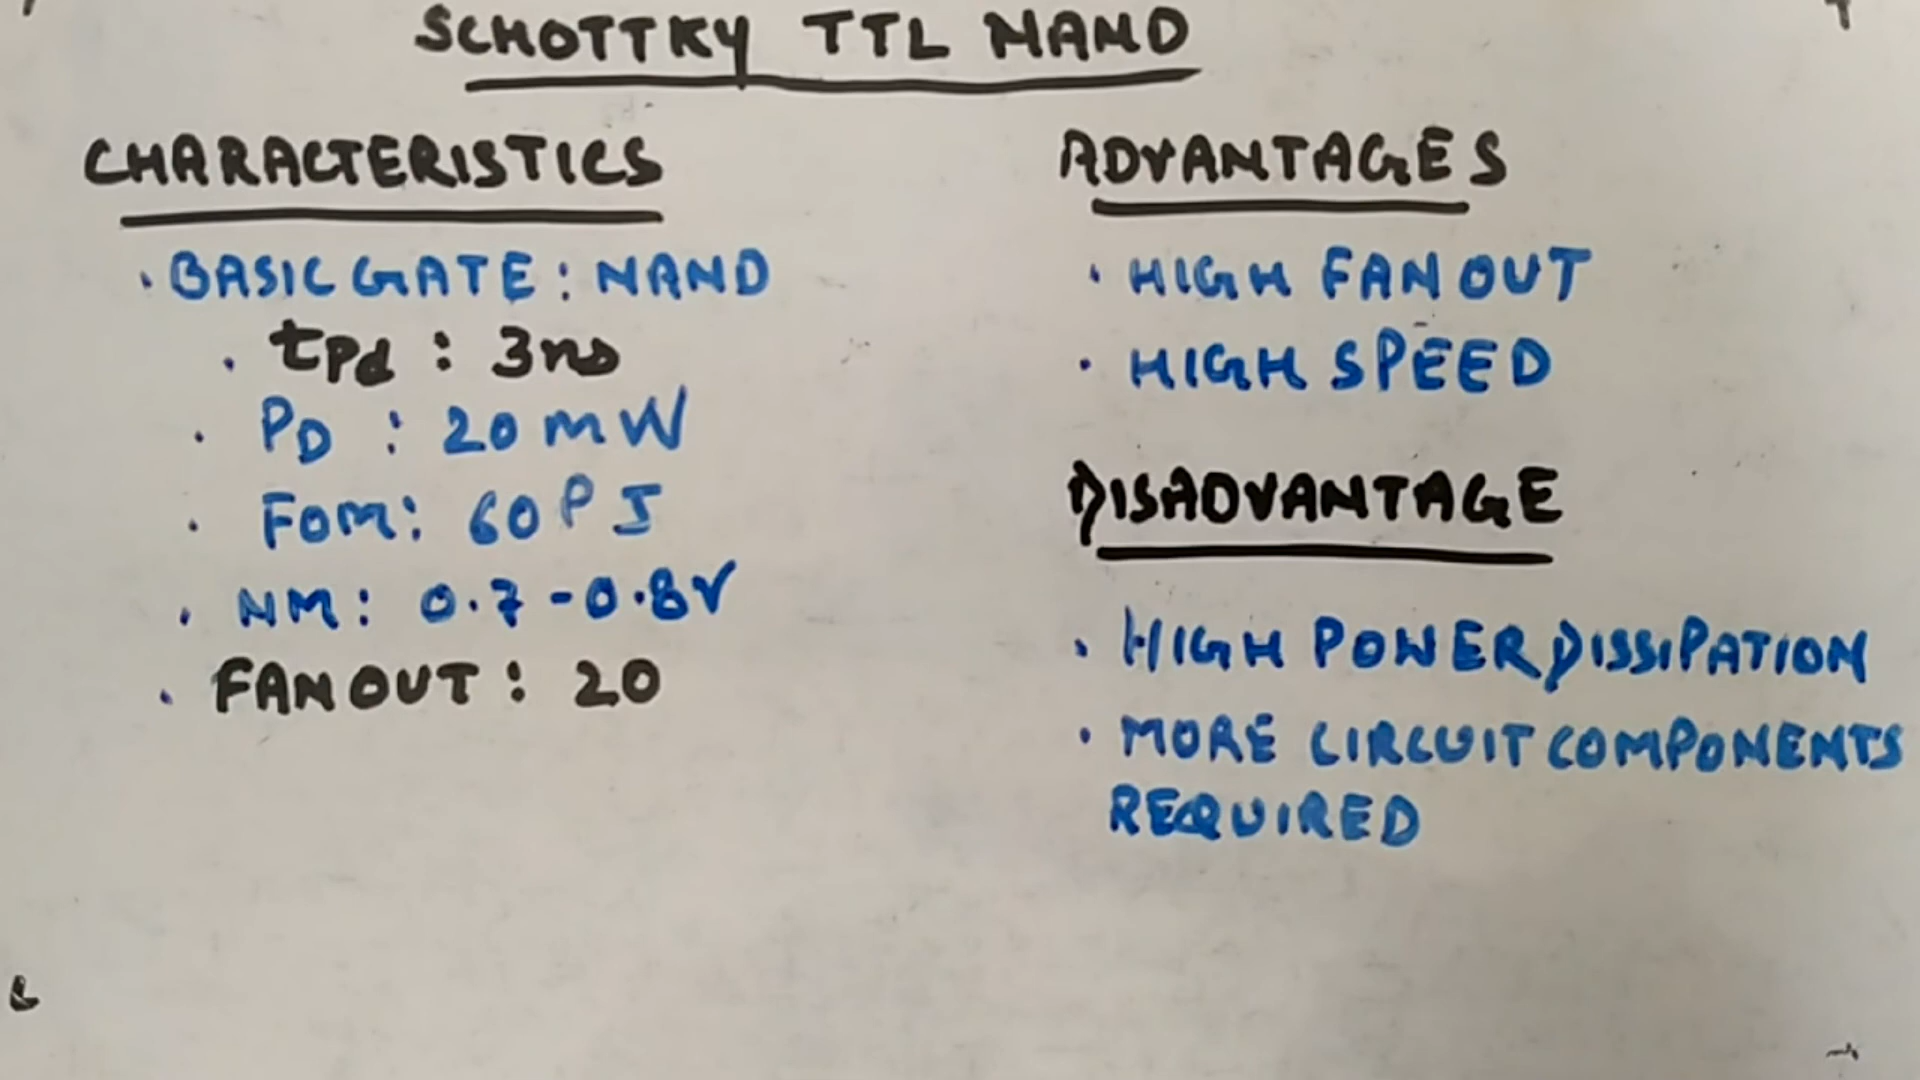 SCHOTTKY TTL NAND
CHARACTERISTICS
• BASIC GATE : NAND
• tpd : 3ns
• PD : 20mW
• FOM : 60PJ
• NM : 0.7 - 0.8V
• FANOUT : 20
ADVANTAGES
• HIGH FANOUT
• HIGH SPEED
DISADVANTAGE
• HIGH POWER DISSIPATION
• MORE CIRCUIT COMPONENTS
REQUIRED